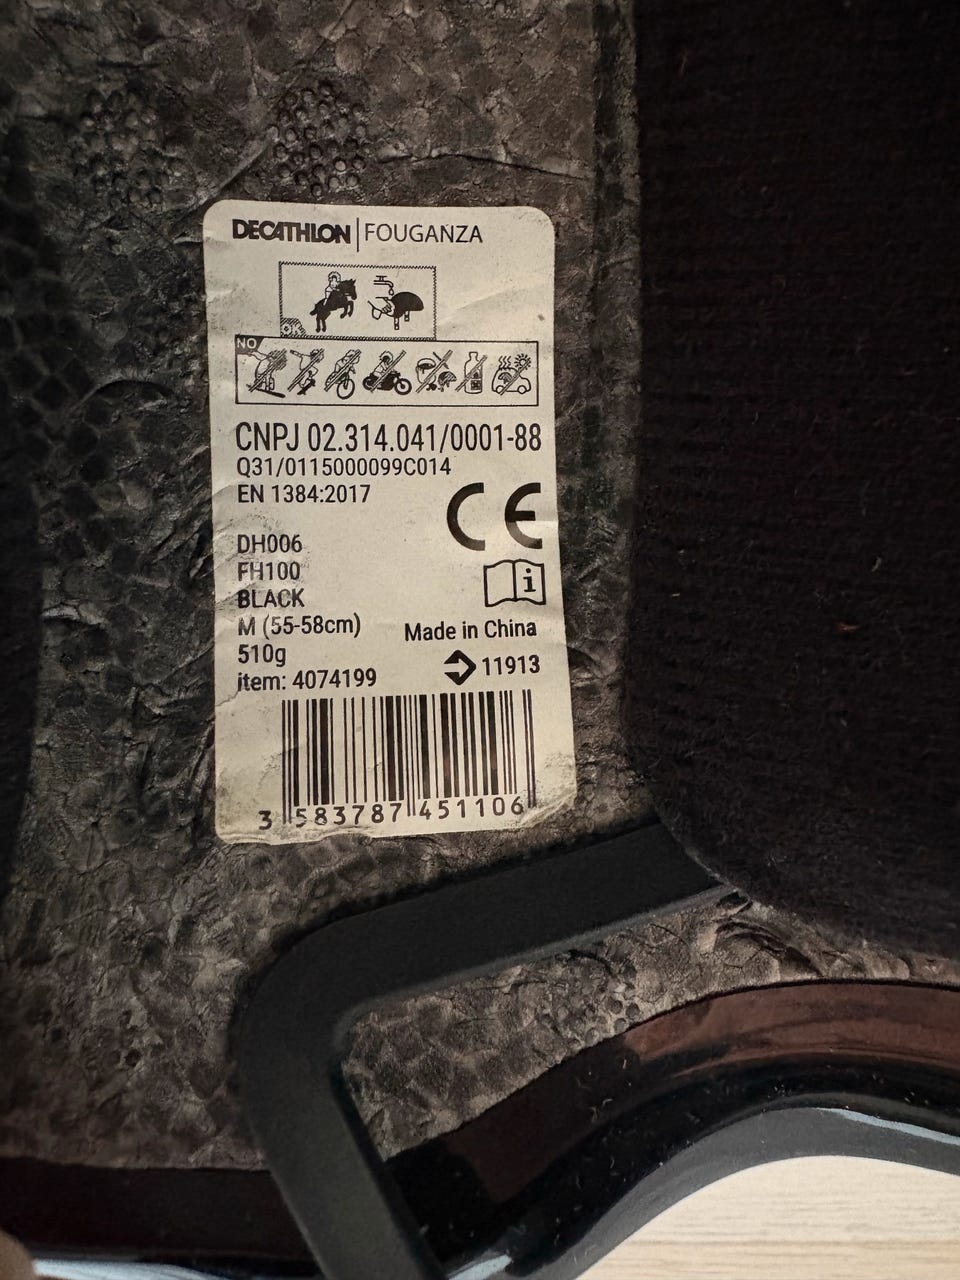 DECATHLON | FOUGANZA
OK
NO
CNPJ 02.314.041/0001-88
Q31/0115000099C014
EN 1384:2017
CE
DH006
FH100
BLACK
M (55-58cm)
Made in China
510g
11913
item: 4074199
3 583787 451106